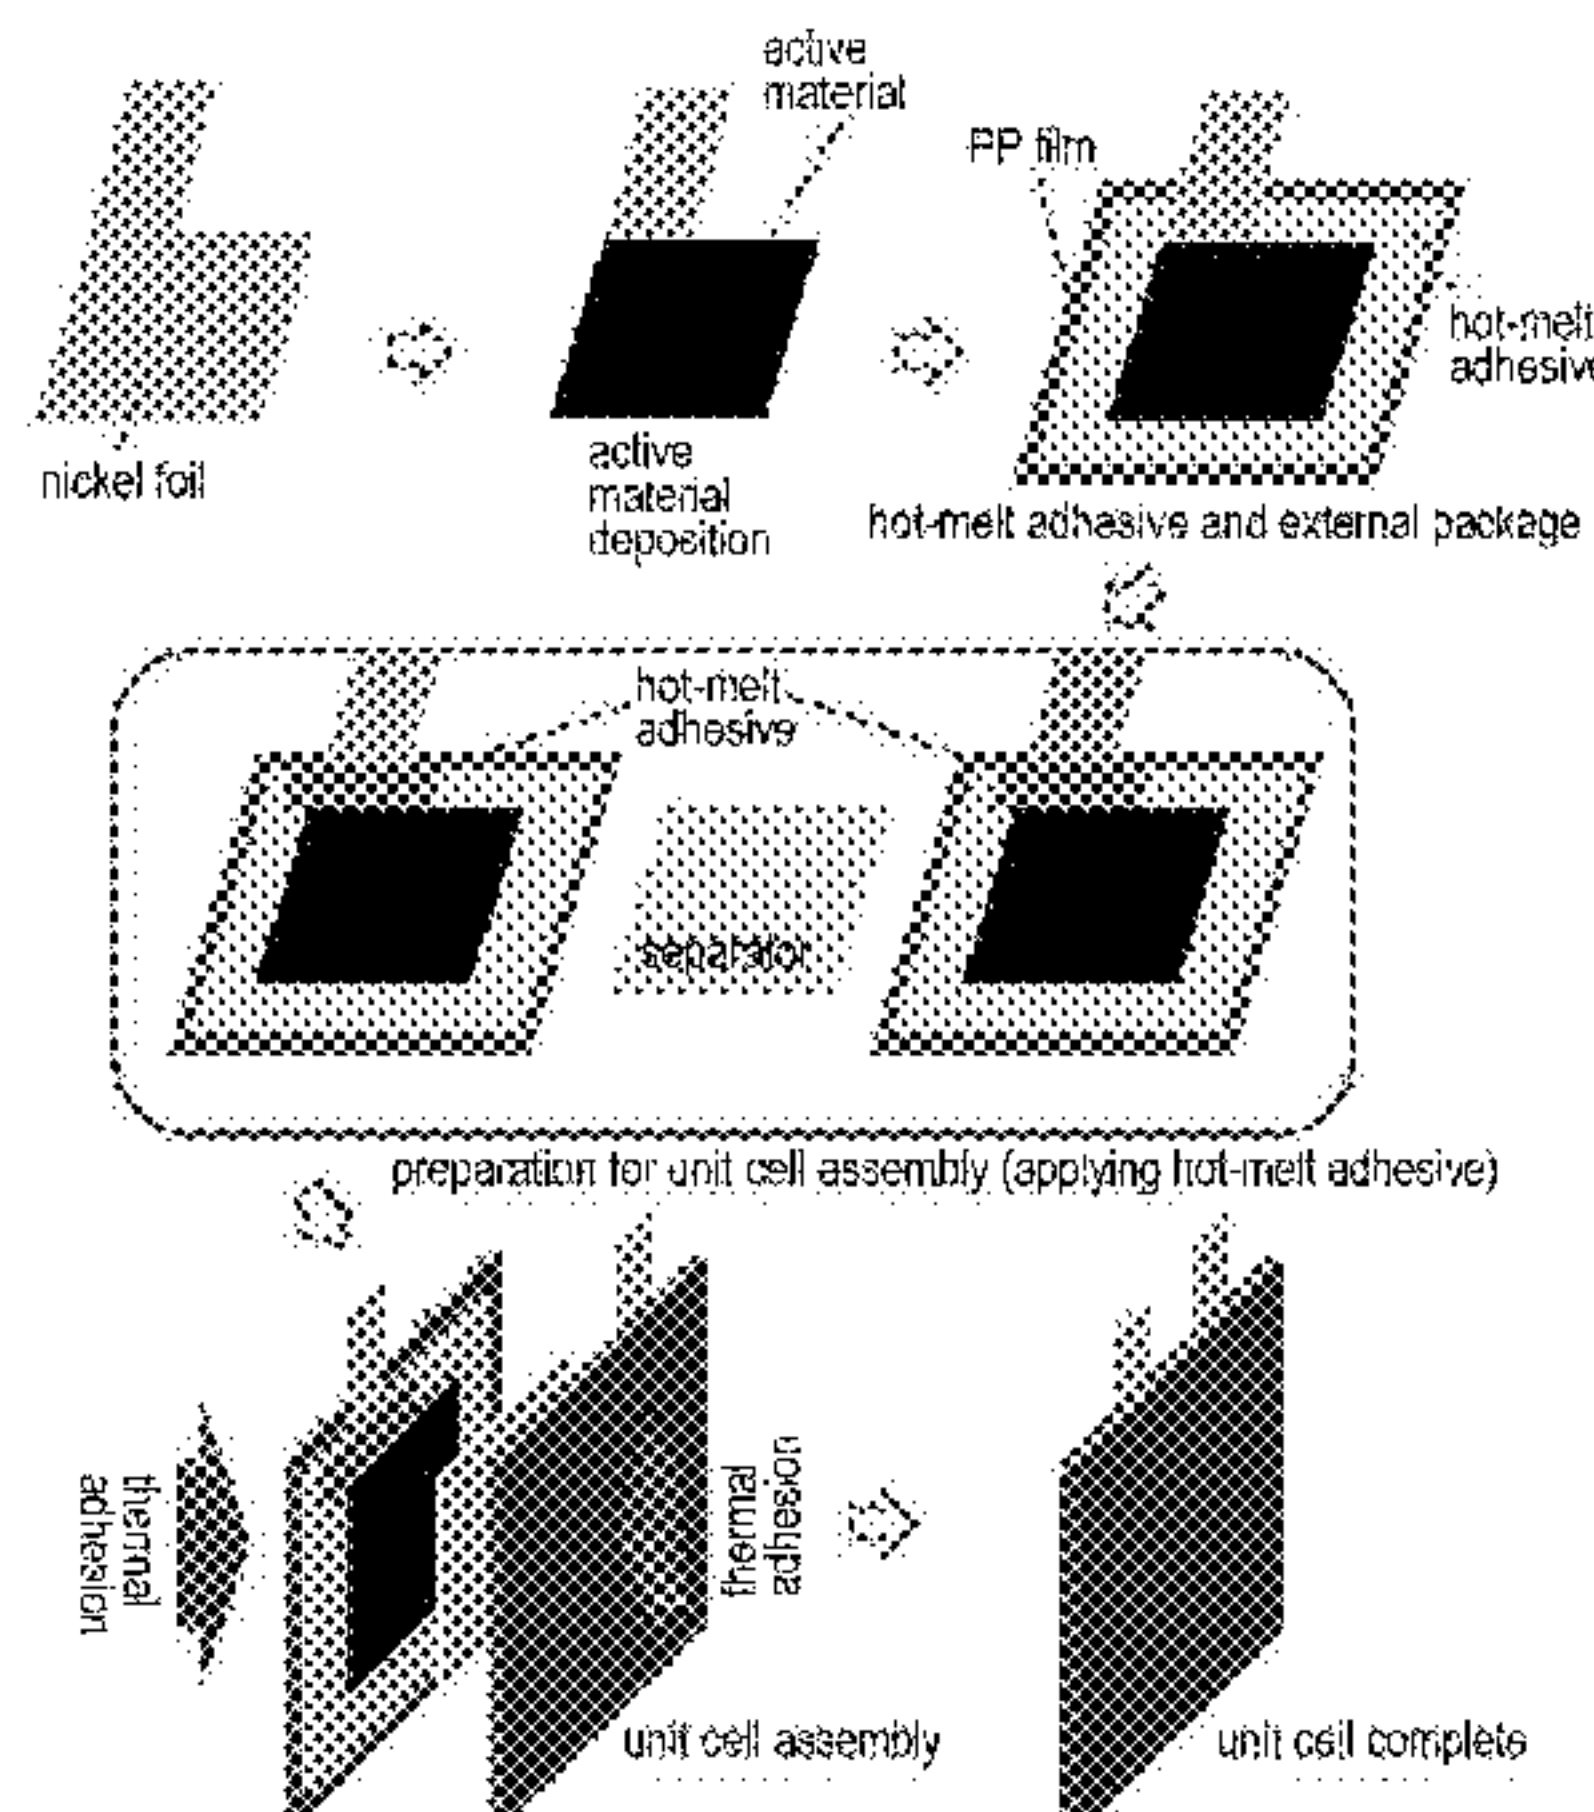 active
material
PP film
hot-melt
adhesive
nickel foil
active
material
deposition
hot-melt adhesive and external package
hot-melt
adhesive
separator
preparation for unit cell assembly (applying hot-melt adhesive)
thermal
adhesion
thermal
adhesion
unit cell assembly
unit cell complete